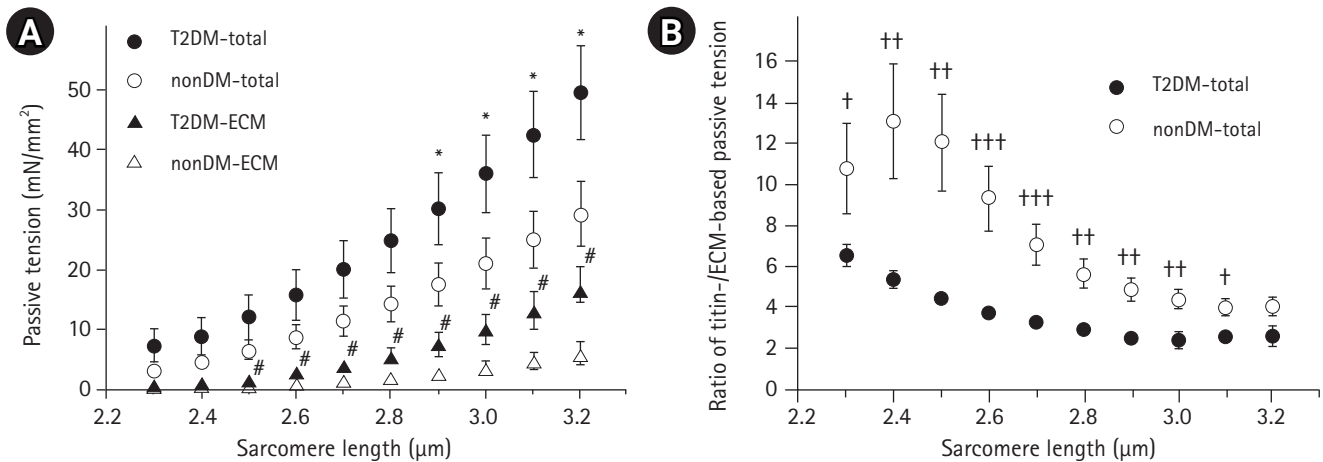 A
T2DM-total
nonDM-total
T2DM-ECM
nonDM-ECM
Passive tension (mN/mm²)
50
40
30
20
10
0
* * * *
# # # # # # # #
2.2 2.4 2.6 2.8 3.0 3.2
Sarcomere length (μm)
B
T2DM-total
nonDM-total
Ratio of titin-/ECM-based passive tension
16
14
12
10
8
6
4
2
0
† †† †† ††† ††† †† †† †† †
2.2 2.4 2.6 2.8 3.0 3.2
Sarcomere length (μm)